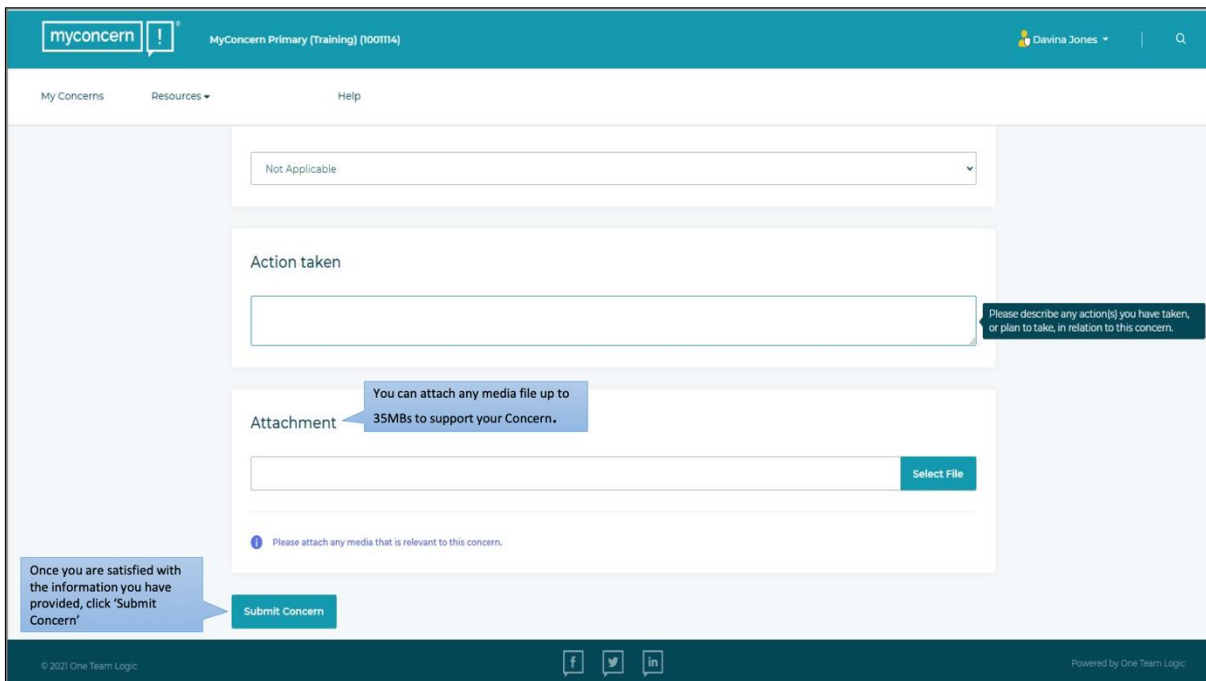 myconcern ! ®
MyConcern Primary (Training) (1001114)
Davina Jones
My Concerns
Resources
Help
Not Applicable
Action taken
Please describe any action(s) you have taken,
or plan to take, in relation to this concern.
You can attach any media file up to
35MBs to support your Concern.
Attachment
Select File
i Please attach any media that is relevant to this concern.
Once you are satisfied with
the information you have
provided, click ‘Submit
Concern’
Submit Concern
© 2021 One Team Logic
f
in
Powered by One Team Logic